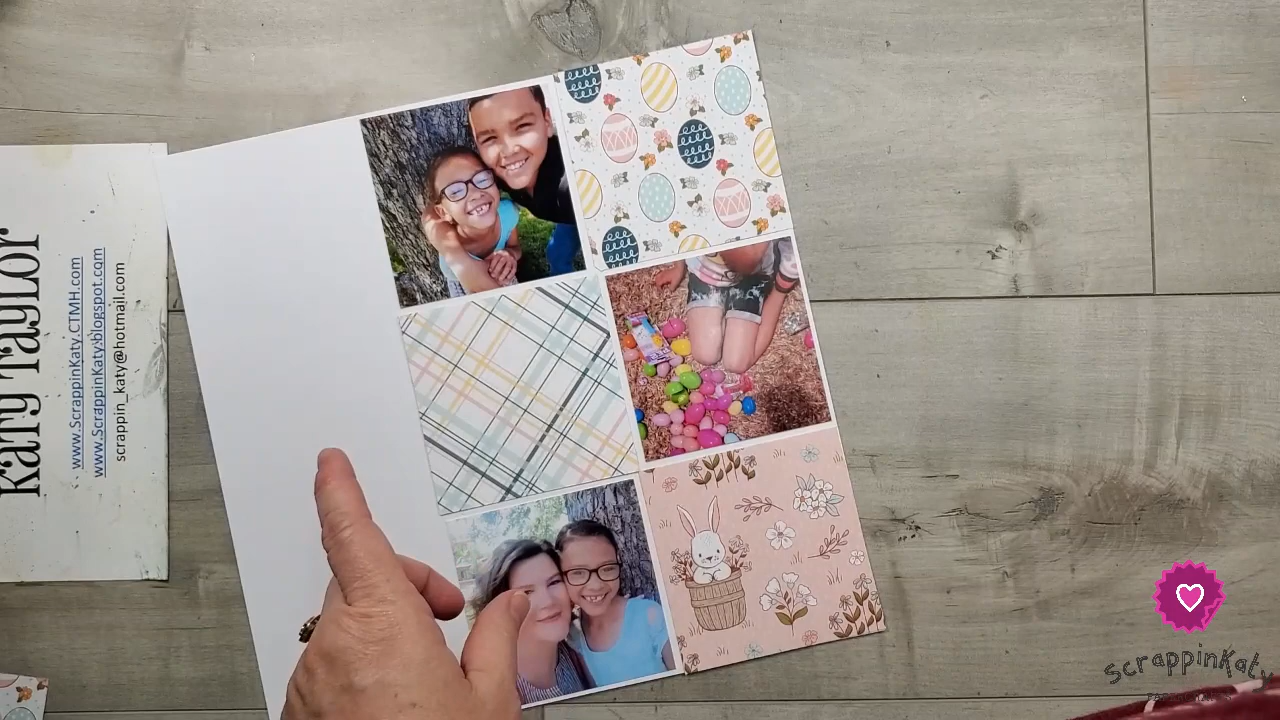 Katy Taylor
www.ScrappinKaty.CTMH.com
www.ScrappinKaty.blogspot.com
scrappin_katy@hotmail.com
ScrappinKaty